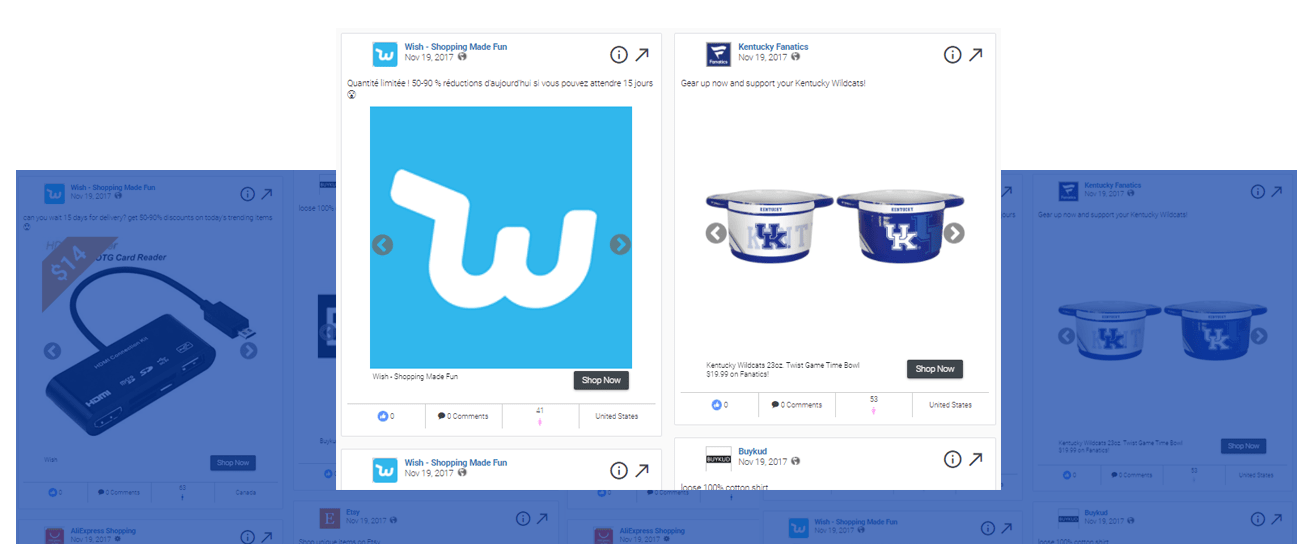 Wish - Shopping Made Fun
Nov 19, 2017
Quantité limitée ! 50-90 % réductions d'aujourd'hui si vous pouvez attendre 15 jours
Wish - Shopping Made Fun
Shop Now
0
0 Comments
41
United States
Wish - Shopping Made Fun
Nov 19, 2017
Kentucky Fanatics
Nov 19, 2017
Fanatics
Gear up now and support your Kentucky Wildcats!
KENTUCKY
UK
KENTUCKY
UK
Kentucky Wildcats 23oz. Twist Game Time Bowl
$19.99 on Fanatics!
Shop Now
0
0 Comments
53
United States
BUYKUD
Buykud
Nov 19, 2017
loose 100% cotton shirt
Wish - Shopping Made Fun
Nov 19, 2017
can you wait 15 days for delivery? get 50-90% discounts on today's trending items
$14
OTG Card Reader
HDMI Connection Kit
HDMI
Wish
Shop Now
0
0 Comments
53
Canada
AliExpress Shopping
Nov 19, 2017
loose 100%
Etsy
Nov 19, 2017
Shop unique items on Etsy
0 Comments
AliExpress Shopping
Nov 19, 2017
Wish - Shopping Made Fun
Nov 19, 2017
jours
Kentucky Fanatics
Nov 19, 2017
Gear up now and support your Kentucky Wildcats!
Kentucky Wildcats 23oz. Twist Game Time Bowl
$19.99 on Fanatics!
Shop Now
0
0 Comments
53
United States
Buykud
Nov 19, 2017
loose 100% cotton shirt